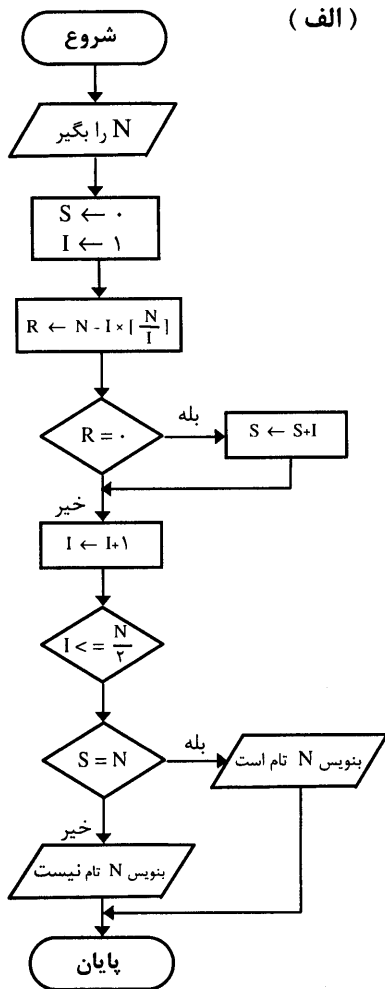 ( الف )
شروع
N را بگیر
S ← ۰
I ← ۱
R ← N - I × [ N/I ]
R = ۰
بله
S ← S+I
خیر
I ← I+۱
I < = N/۲
S = N
بله
بنویس N تام است
خیر
بنویس N تام نیست
پایان